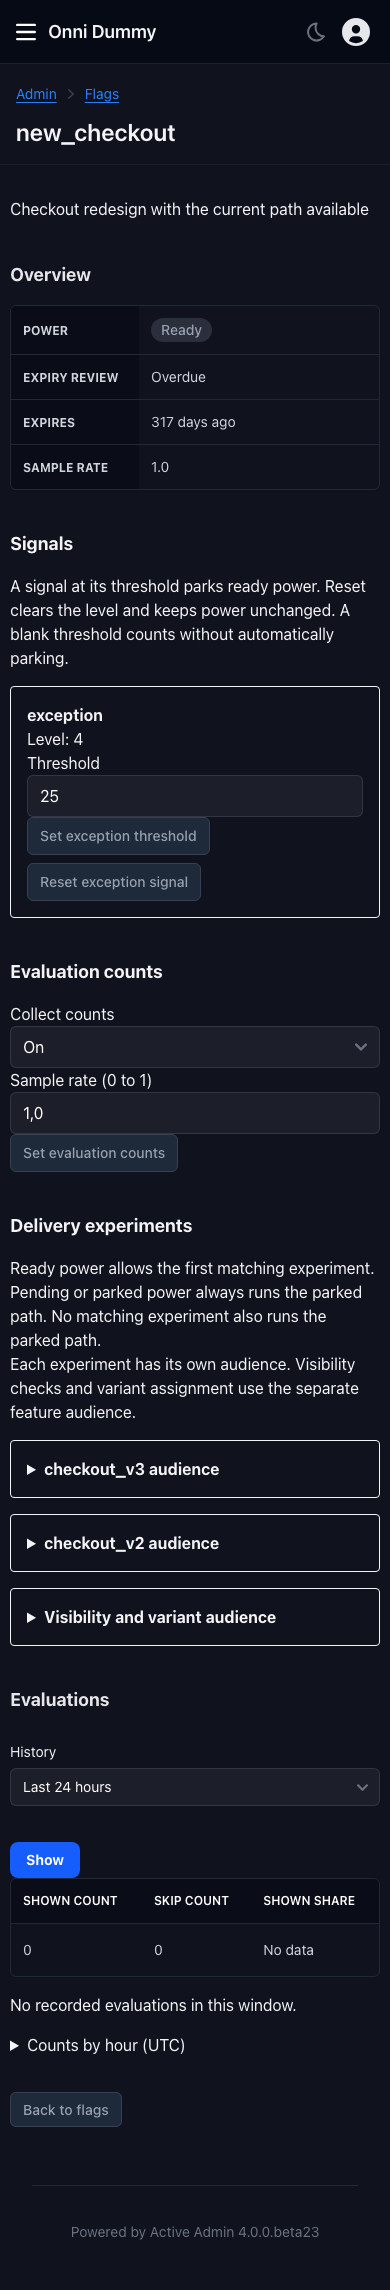 Onni Dummy
Admin > Flags
new_checkout
Checkout redesign with the current path available
Overview
POWER Ready
EXPIRY REVIEW Overdue
EXPIRES 317 days ago
SAMPLE RATE 1.0
Signals
A signal at its threshold parks ready power. Reset
clears the level and keeps power unchanged. A
blank threshold counts without automatically
parking.
exception
Level: 4
Threshold
25
Set exception threshold
Reset exception signal
Evaluation counts
Collect counts
On
Sample rate (0 to 1)
1,0
Set evaluation counts
Delivery experiments
Ready power allows the first matching experiment.
Pending or parked power always runs the parked
path. No matching experiment also runs the
parked path.
Each experiment has its own audience. Visibility
checks and variant assignment use the separate
feature audience.
checkout_v3 audience
checkout_v2 audience
Visibility and variant audience
Evaluations
History
Last 24 hours
Show
SHOWN COUNT SKIP COUNT SHOWN SHARE
0 0 No data
No recorded evaluations in this window.
Counts by hour (UTC)
Back to flags
Powered by Active Admin 4.0.0.beta23